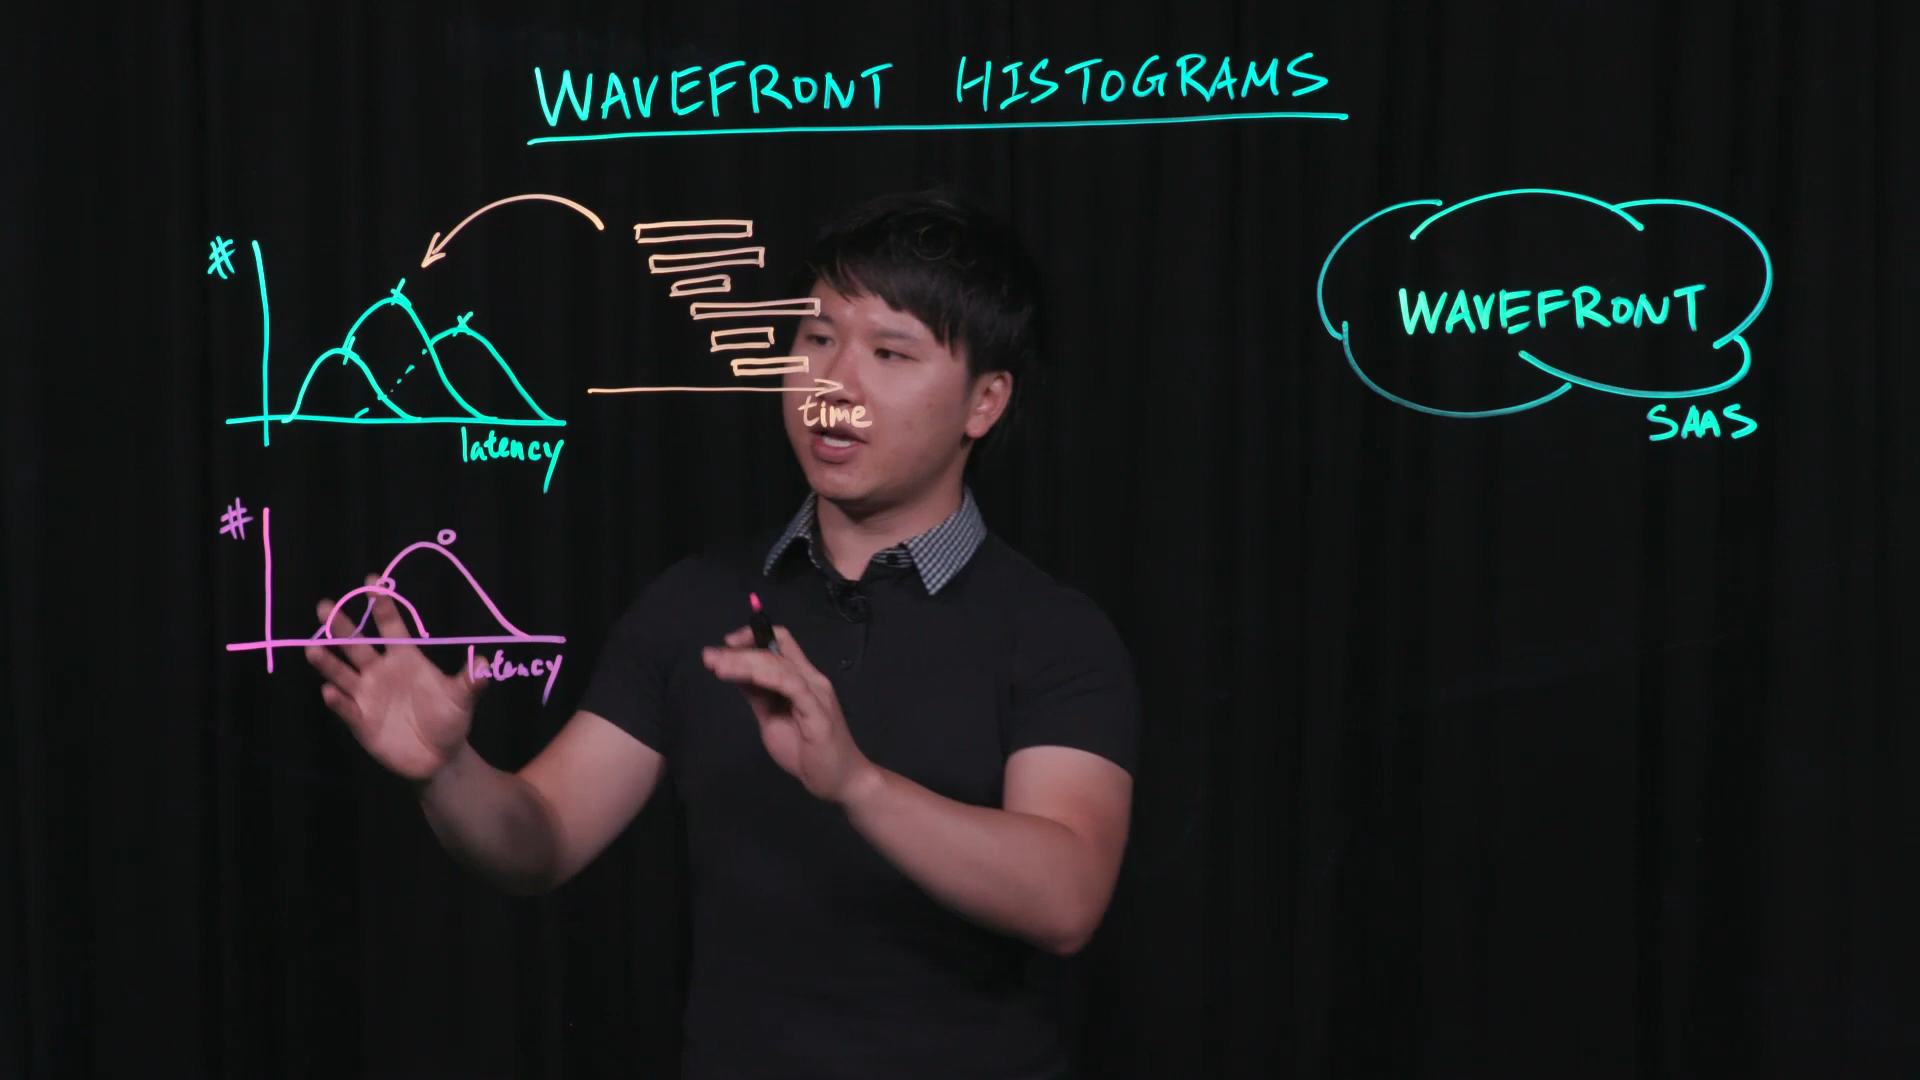 WAVEFRONT HISTOGRAMS
#
latency
time
#
latency
WAVEFRONT
SAAS